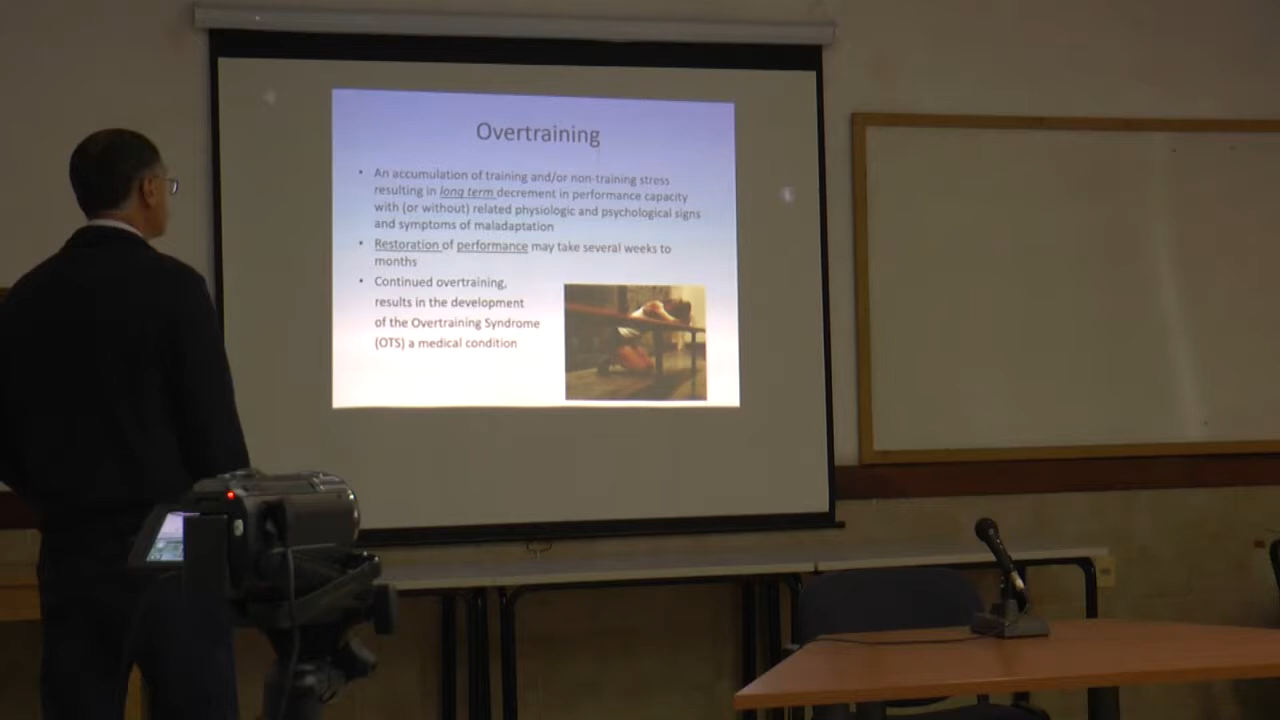 Overtraining
• An accumulation of training and/or non-training stress
resulting in long term decrement in performance capacity
with (or without) related physiologic and psychological signs
and symptoms of maladaptation
• Restoration of performance may take several weeks to
months
• Continued overtraining,
results in the development
of the Overtraining Syndrome
(OTS) a medical condition